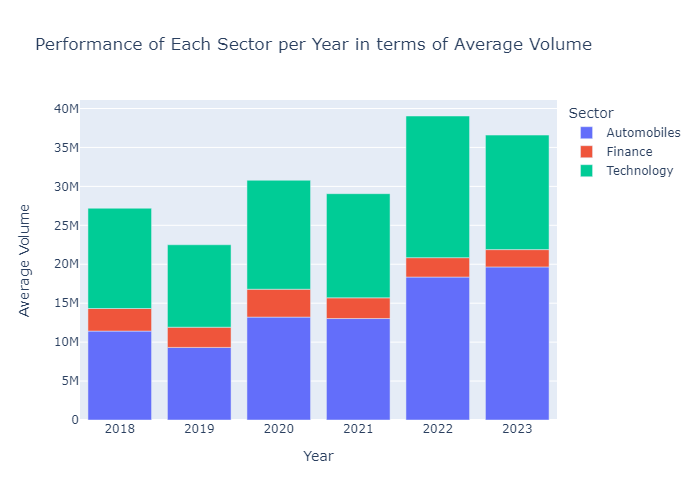 Performance of Each Sector per Year in terms of Average Volume
Sector
Automobiles
Finance
Technology
Average Volume
40M
35M
30M
25M
20M
15M
10M
5M
0
2018 2019 2020 2021 2022 2023
Year